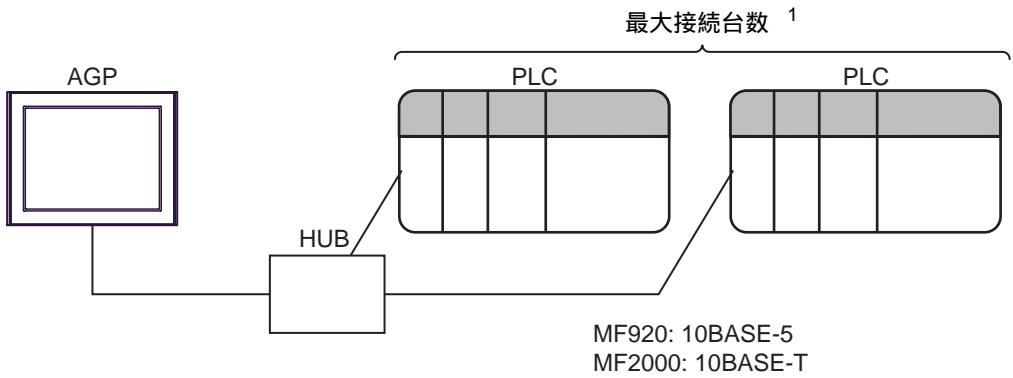 最大接続台数 1
AGP
PLC
PLC
HUB
MF920: 10BASE-5
MF2000: 10BASE-T